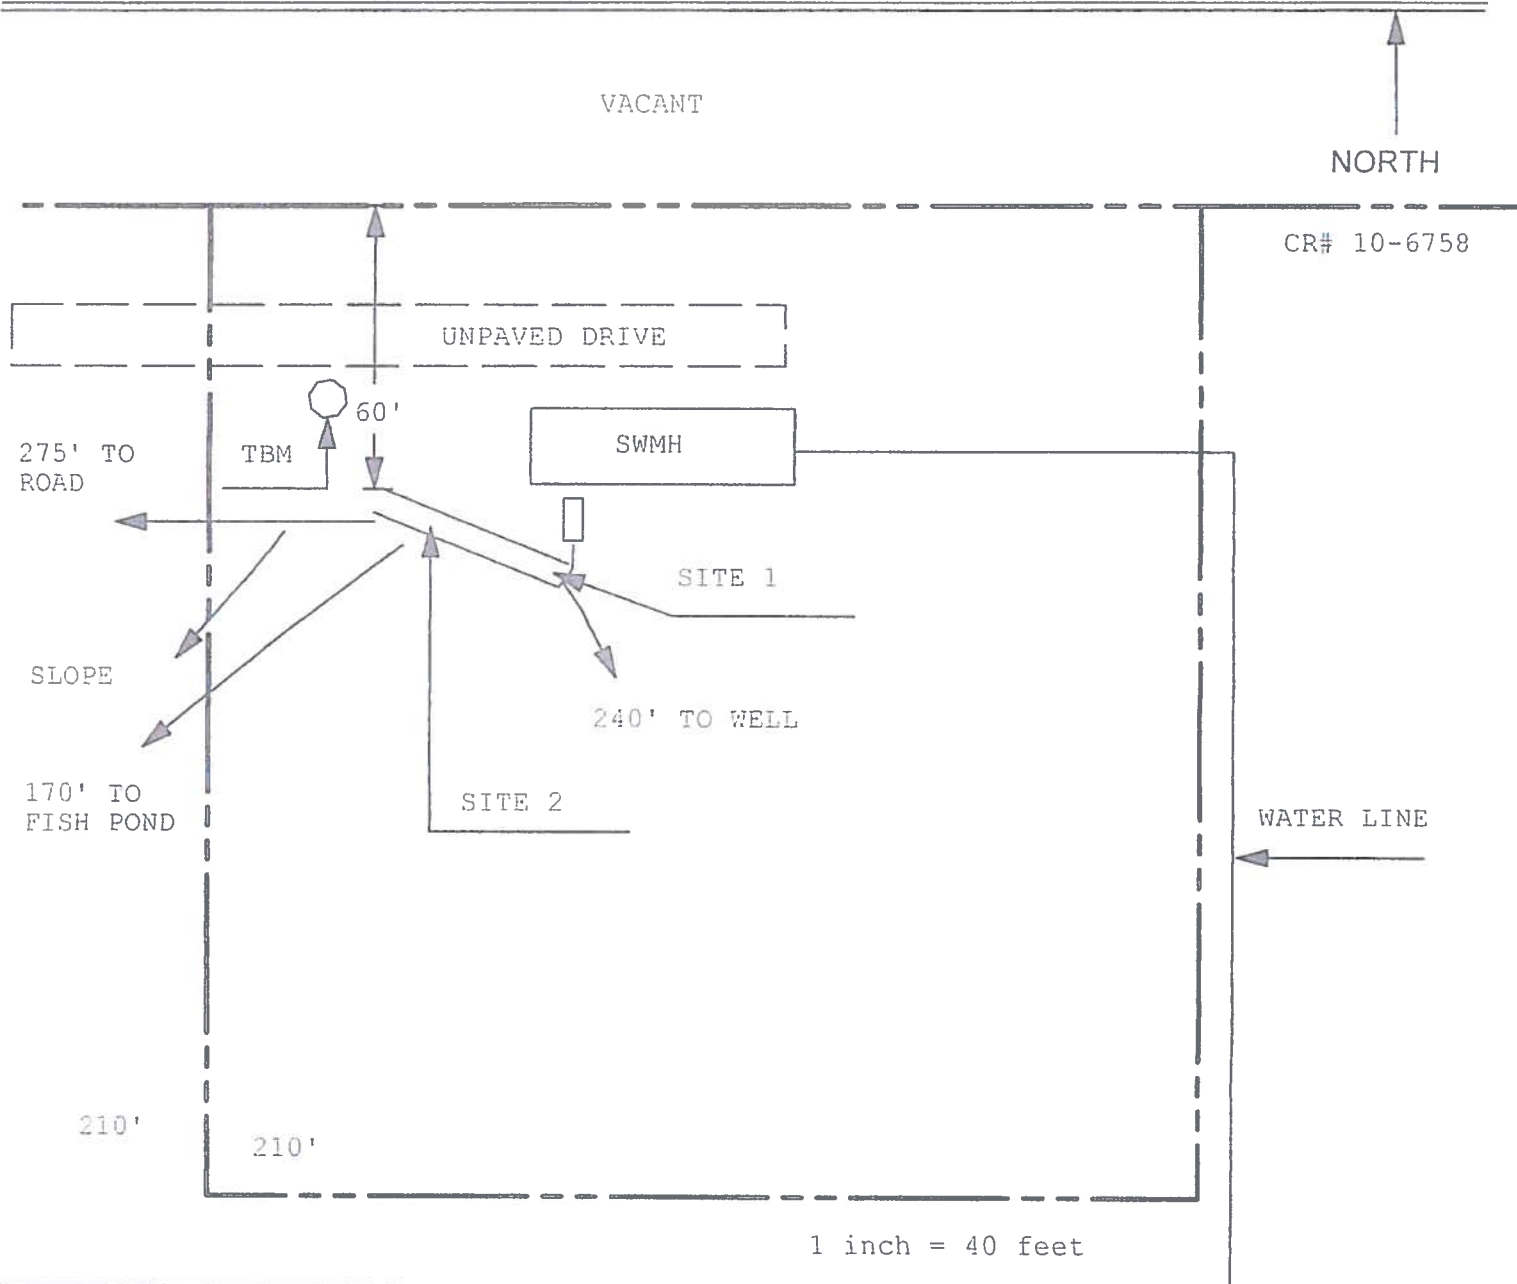 VACANT
NORTH
CR# 10-6758
UNPAVED DRIVE
60'
275' TO
ROAD
TBM
SWMH
SITE 1
SLOPE
240' TO WELL
170' TO
FISH POND
SITE 2
WATER LINE
210'
210'
1 inch = 40 feet